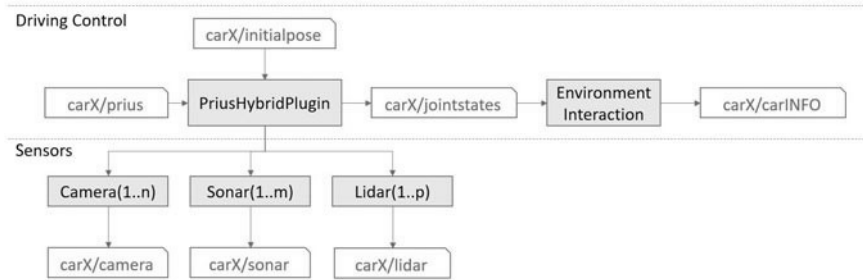 Driving Control
carX/initialpose
carX/prius
PriusHybridPlugin
carX/jointstates
Environment
Interaction
carX/carINFO
Sensors
Camera(1..n)
Sonar(1..m)
Lidar(1..p)
carX/camera
carX/sonar
carX/lidar